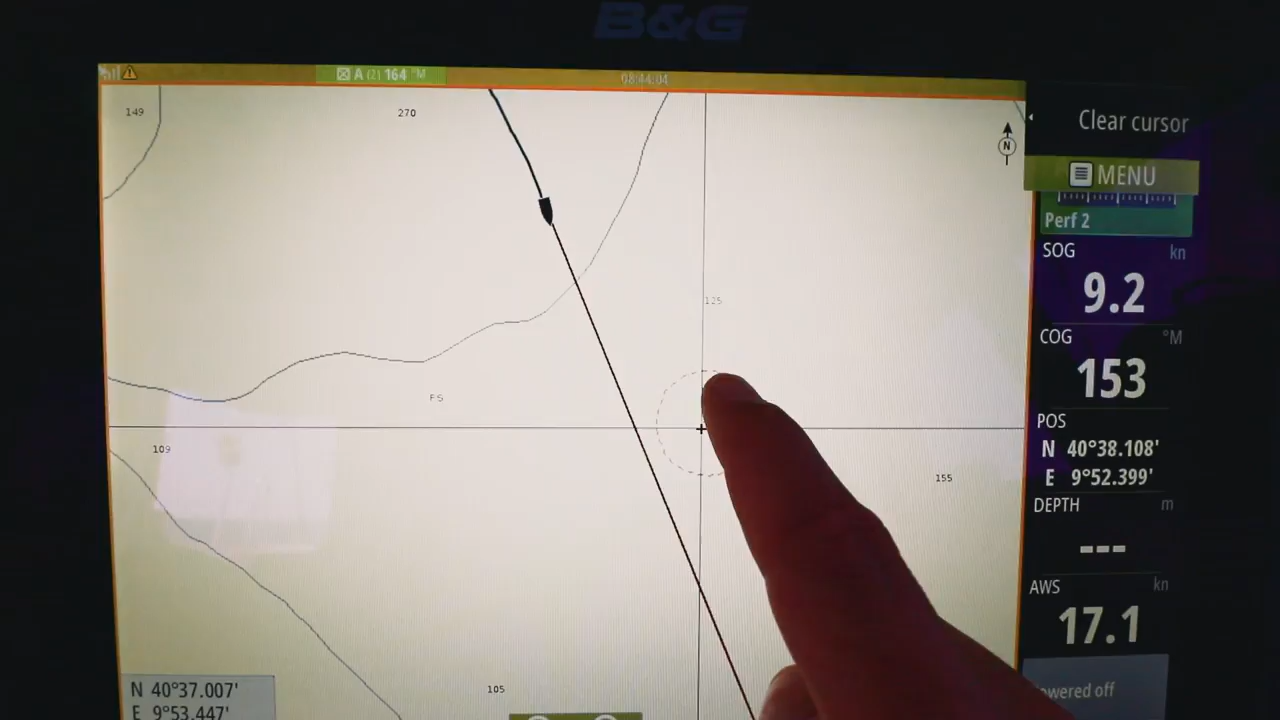 B&G
A (2) 164 °M
08:44:04
149
270
N
Clear cursor
MENU
Perf 2
SOG kn
9.2
125
COG °M
153
FS
POS
N 40°38.108'
E 9°52.399'
109
155
DEPTH m
---
AWS kn
17.1
105
N 40°37.007'
E 9°53.447'
owered off